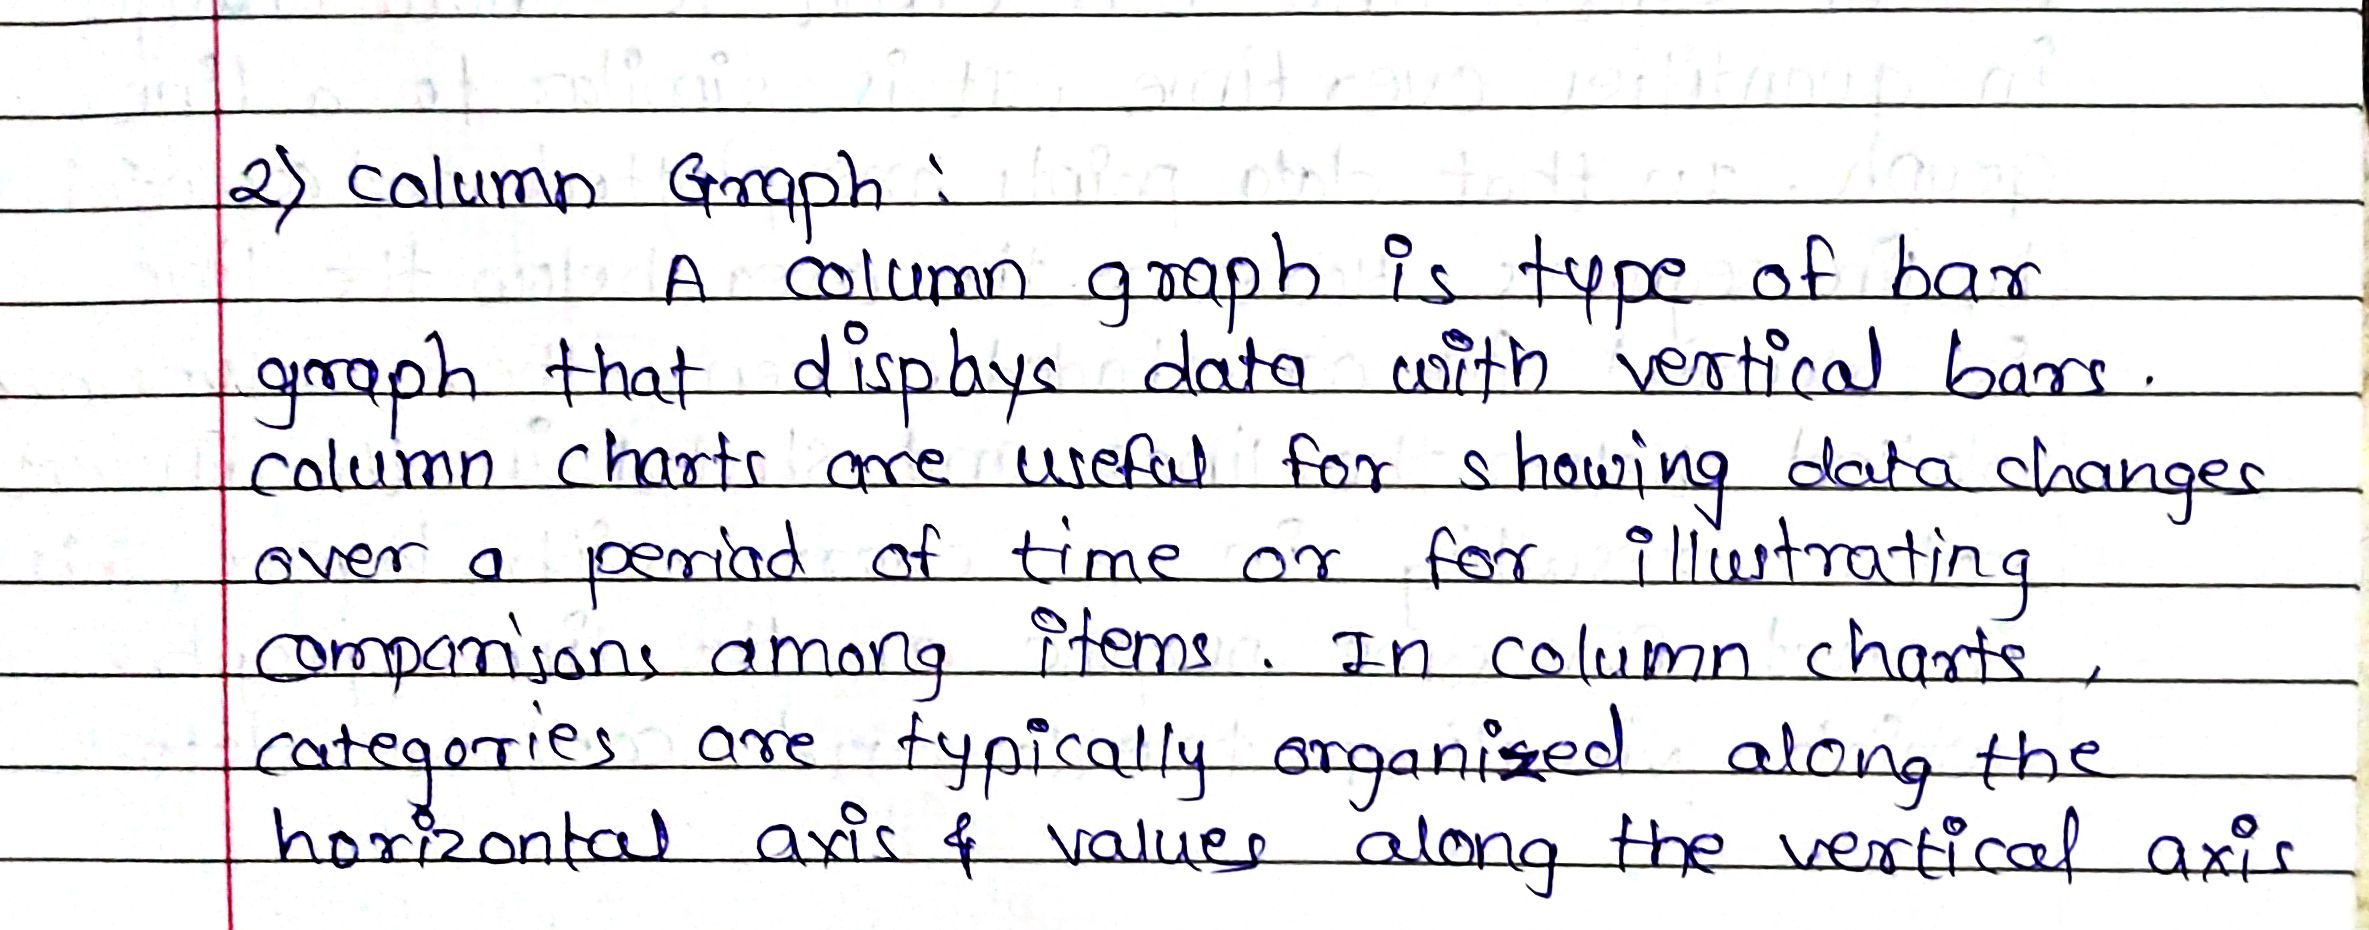 2) column Graph :
A column graph is type of bar
graph that displays data with vertical bars.
column charts are useful for showing data changes
over a period of time or for illustrating
comparisons among items. In column charts,
categories are typically organized along the
horizontal axis & values along the vertical axis